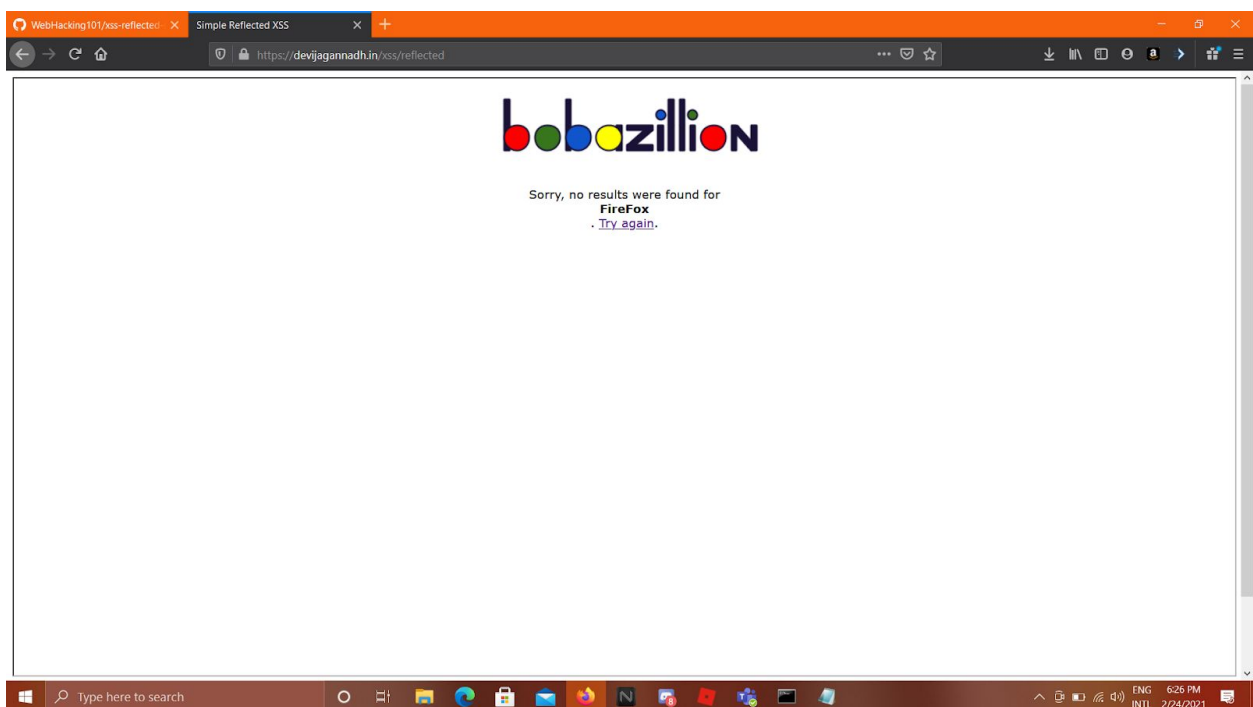 WebHacking101/xss-reflected-
Simple Reflected XSS
https://devijagannadh.in/xss/reflected
bobazillion
Sorry, no results were found for
FireFox
. Try again.
Type here to search
ENG 6:26 PM
INTL 2/24/2021